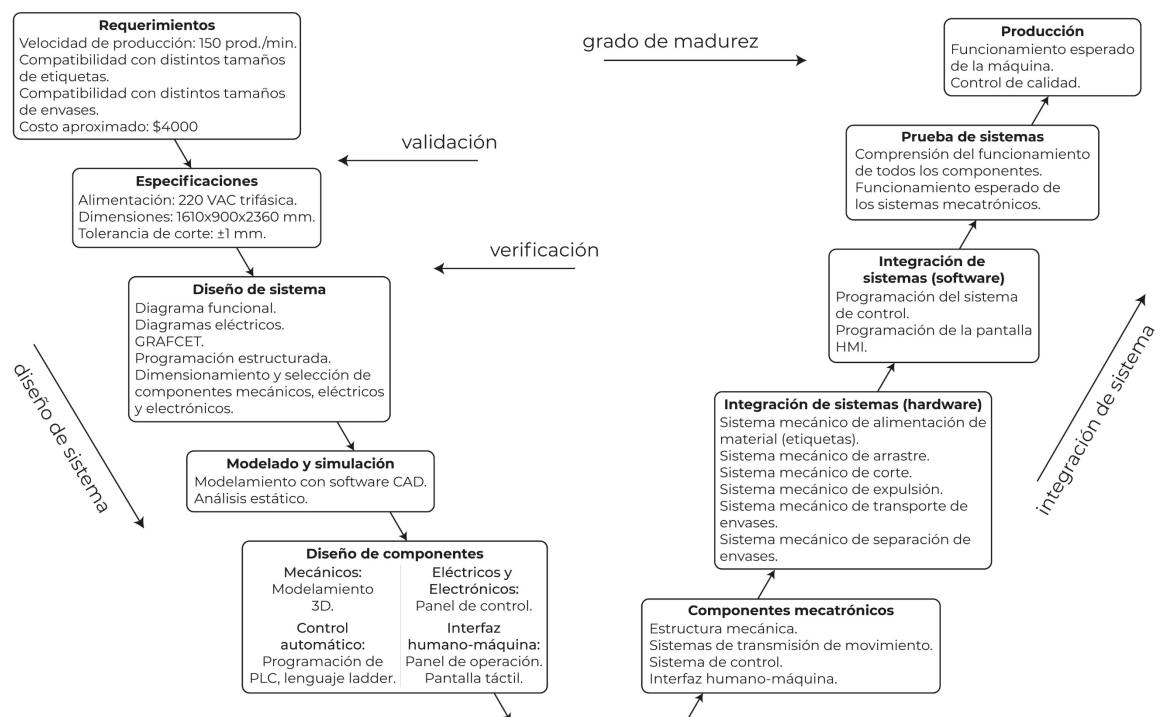 Requerimientos
Velocidad de producción: 150 prod./min.
Compatibilidad con distintos tamaños
de etiquetas.
Compatibilidad con distintos tamaños
de envases.
Costo aproximado: $4000
Especificaciones
Alimentación: 220 VAC trifásica.
Dimensiones: 1610x900x2360 mm.
Tolerancia de corte: ±1 mm.
Diseño de sistema
Diagrama funcional.
Diagramas eléctricos.
GRAFCET.
Programación estructurada.
Dimensionamiento y selección de
componentes mecánicos, eléctricos
y electrónicos.
Modelado y simulación
Modelamiento con software CAD.
Análisis estático.
Diseño de componentes
Mecánicos:
Modelamiento
3D.
Eléctricos y
Electrónicos:
Panel de control.
Control
automático:
Programación de
PLC, lenguaje ladder.
Interfaz
humano-máquina:
Panel de operación.
Pantalla táctil.
diseño de sistema
grado de madurez
validación
verificación
Producción
Funcionamiento esperado
de la máquina.
Control de calidad.
Prueba de sistemas
Comprensión del funcionamiento
de todos los componentes.
Funcionamiento esperado de
los sistemas mecatrónicos.
Integración de
sistemas (software)
Programación del sistema
de control.
Programación de la pantalla
HMI.
Integración de sistemas (hardware)
Sistema mecánico de alimentación de
material (etiquetas).
Sistema mecánico de arrastre.
Sistema mecánico de corte.
Sistema mecánico de expulsión.
Sistema mecánico de transporte de
envases.
Sistema mecánico de separación de
envases.
Componentes mecatrónicos
Estructura mecánica.
Sistemas de transmisión de movimiento.
Sistema de control.
Interfaz humano-máquina.
integración de sistema